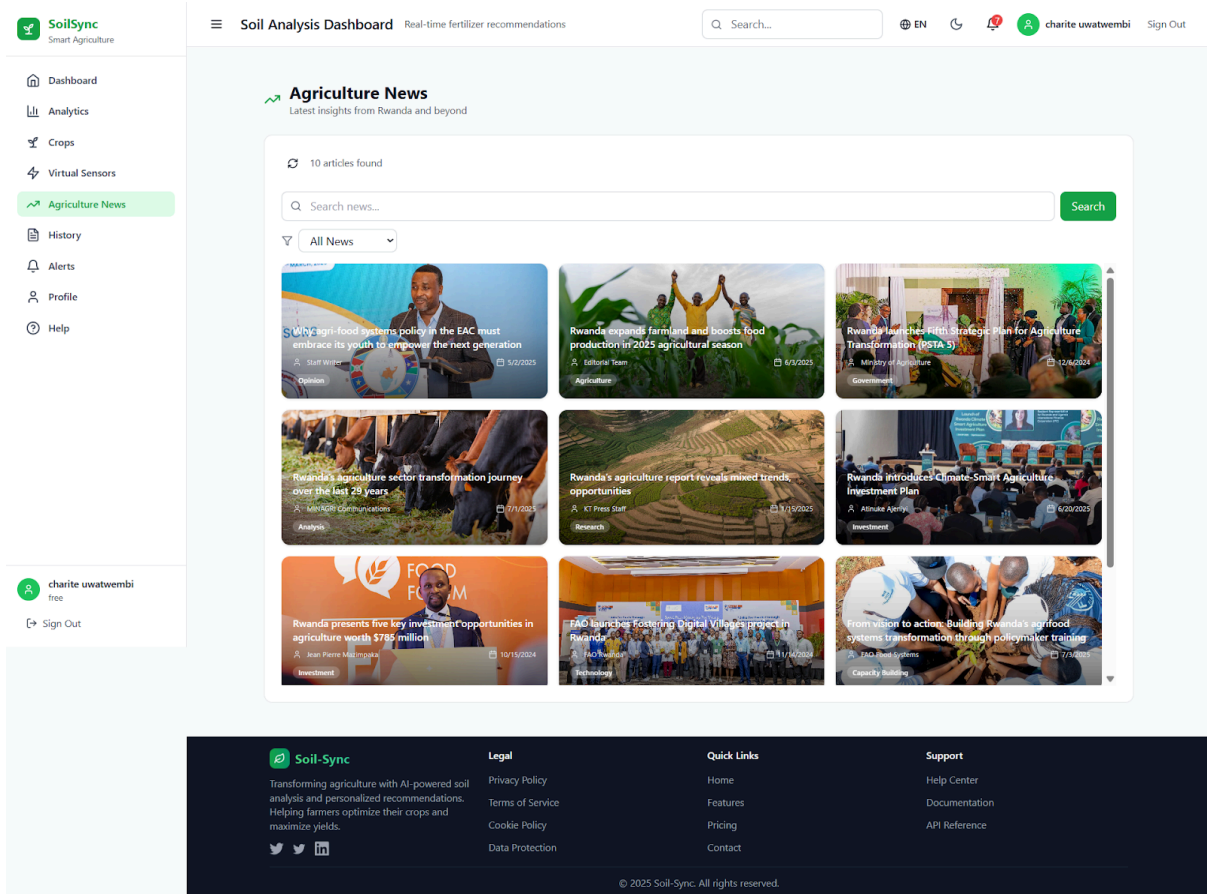 SoilSync
Smart Agriculture
Dashboard
Analytics
Crops
Virtual Sensors
Agriculture News
History
Alerts
Profile
Help
charite uwatwembi
free
Sign Out
Soil Analysis Dashboard
Real-time fertilizer recommendations
Search...
EN
7
charite uwatwembi
Sign Out
Agriculture News
Latest insights from Rwanda and beyond
10 articles found
Search news...
Search
All News
Why agri-food systems policy in the EAC must
embrace its youth to empower the next generation
Staff Writer
5/2/2025
Opinion
Rwanda expands farmland and boosts food
production in 2025 agricultural season
Editorial Team
6/3/2025
Agriculture
Rwanda launches Fifth Strategic Plan for Agriculture
Transformation (PSTA 5)
Ministry of Agriculture
12/6/2024
Government
Rwanda's agriculture sector transformation journey
over the last 29 years
MINAGRI Communications
7/1/2025
Analysis
Rwanda's agriculture report reveals mixed trends,
opportunities
KT Press Staff
1/15/2025
Research
Rwanda introduces Climate-Smart Agriculture
Investment Plan
Atinuke Ajeniyi
6/20/2025
Investment
FOOD
Rwanda presents five key investment opportunities in
agriculture worth $785 million
Jean Pierre Mazimpaka
10/15/2024
Investment
FAO launches Fostering Digital Villages project in
Rwanda
FAO Rwanda
11/14/2024
Technology
From vision to action: Building Rwanda's agrifood
systems transformation through policymaker training
FAO Food Systems
7/3/2025
Capacity Building
Soil-Sync
Transforming agriculture with AI-powered soil
analysis and personalized recommendations.
Helping farmers optimize their crops and
maximize yields.
Legal
Privacy Policy
Terms of Service
Cookie Policy
Data Protection
Quick Links
Home
Features
Pricing
Contact
Support
Help Center
Documentation
API Reference
© 2025 Soil-Sync. All rights reserved.